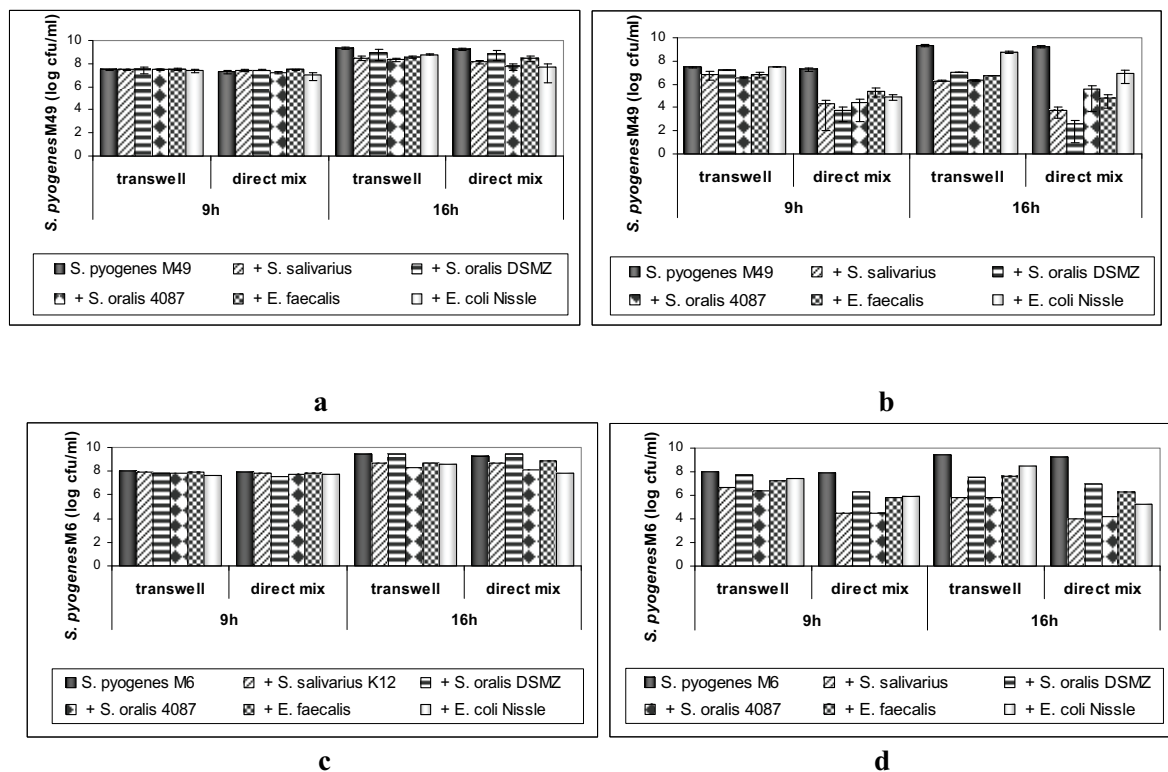 S. pyogenes M49 (log cfu/ml)
10
8
6
4
2
0
transwell direct mix transwell direct mix
9h 16h
S. pyogenes M49 + S. salivarius + S. oralis DSMZ
+ S. oralis 4087 + E. faecalis + E. coli Nissle
a
S. pyogenes M49 (log cfu/ml)
10
8
6
4
2
0
transwell direct mix transwell direct mix
9h 16h
S. pyogenes M49 + S. salivarius + S. oralis DSMZ
+ S. oralis 4087 + E. faecalis + E. coli Nissle
b
S. pyogenes M6 (log cfu/ml)
10
8
6
4
2
0
transwell direct mix transwell direct mix
9h 16h
S. pyogenes M6 + S. salivarius K12 + S. oralis DSMZ
+ S. oralis 4087 + E. faecalis + E. coli Nissle
c
S. pyogenes M6 (log cfu/ml)
10
8
6
4
2
0
transwell direct mix transwell direct mix
9h 16h
S. pyogenes M6 + S. salivarius + S. oralis DSMZ
+ S. oralis 4087 + E. faecalis + E. coli Nissle
d